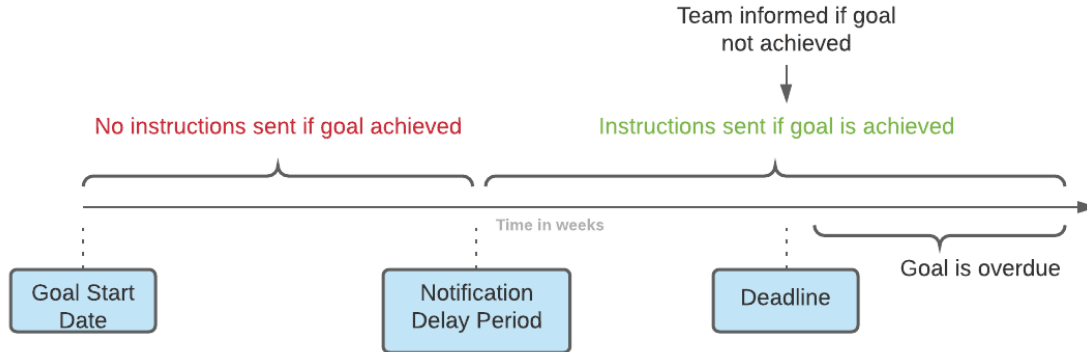 Team informed if goal
not achieved
No instructions sent if goal achieved
Instructions sent if goal is achieved
Time in weeks
Goal is overdue
Goal Start
Date
Notification
Delay Period
Deadline